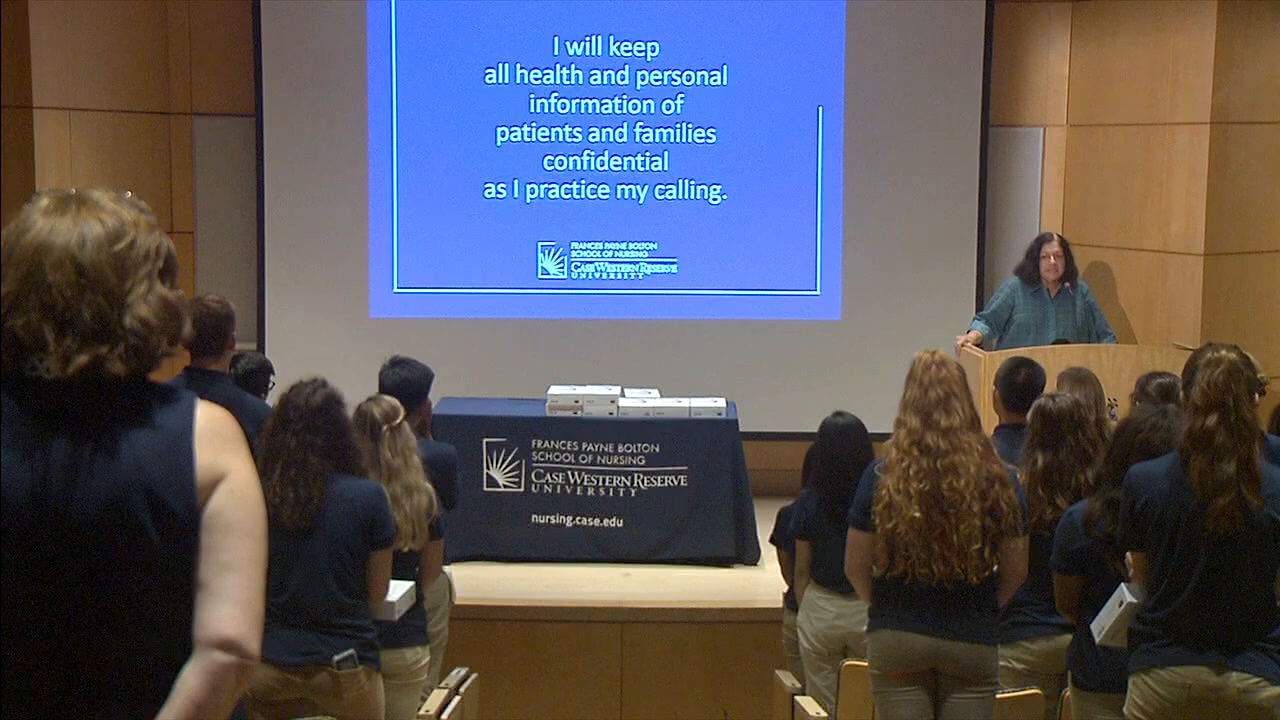 I will keep
all health and personal
information of
patients and families
confidential
as I practice my calling.
FRANCES PAYNE BOLTON
SCHOOL OF NURSING
CASE WESTERN RESERVE
UNIVERSITY
FRANCES PAYNE BOLTON
SCHOOL OF NURSING
CASE WESTERN RESERVE
UNIVERSITY
nursing.case.edu